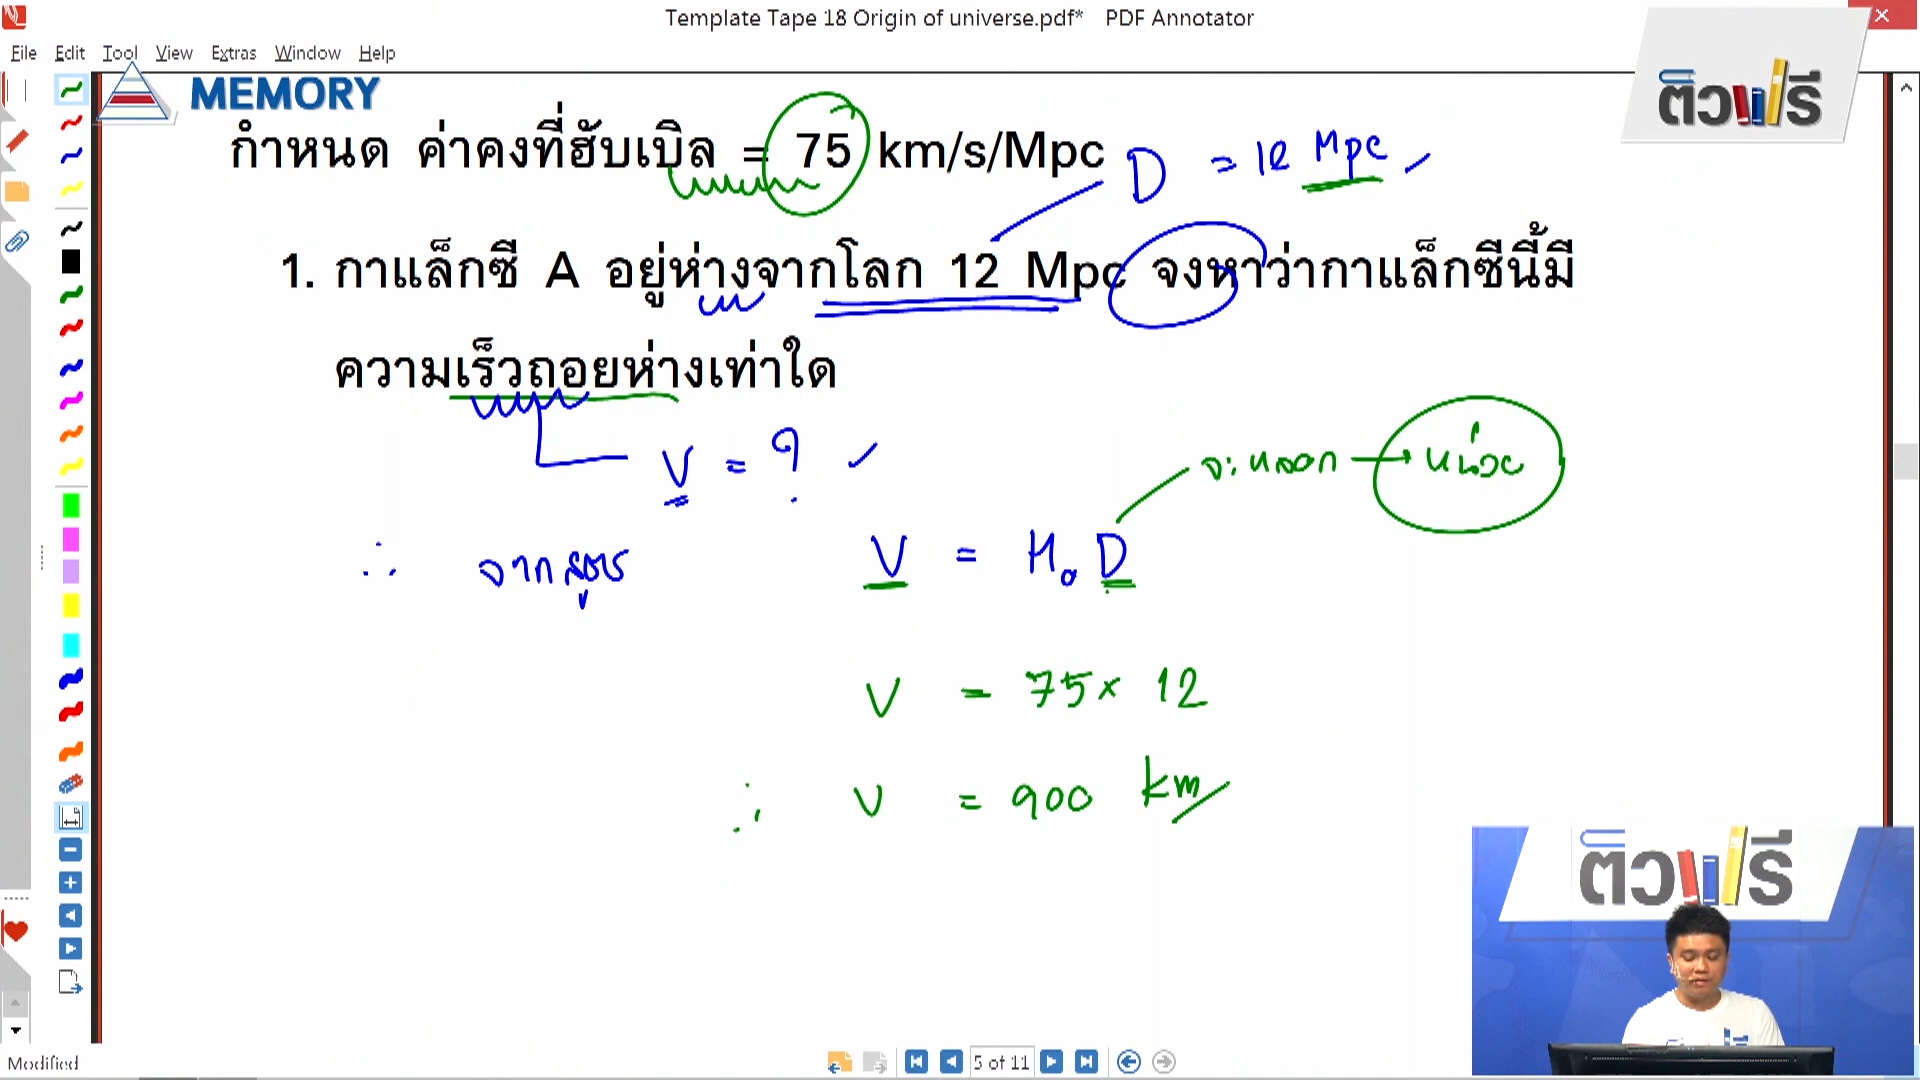 Template Tape 18 Origin of universe.pdf* PDF Annotator
File Edit Tool View Extras Window Help
ติวฟรี
MEMORY
กำหนด ค่าคงที่ฮับเบิล = 75 km/s/Mpc
D = 12 Mpc
1. กาแล็กซี A อยู่ห่างจากโลก 12 Mpc จงหาว่ากาแล็กซีนี้มี
ความเร็วถอยห่างเท่าใด
V = ?
จะหลอก → หน่วย
∴ จากสูตร V = H₀ D
V = 75 × 12
∴ V = 900 km/
ติวฟรี
Modified
5 of 11